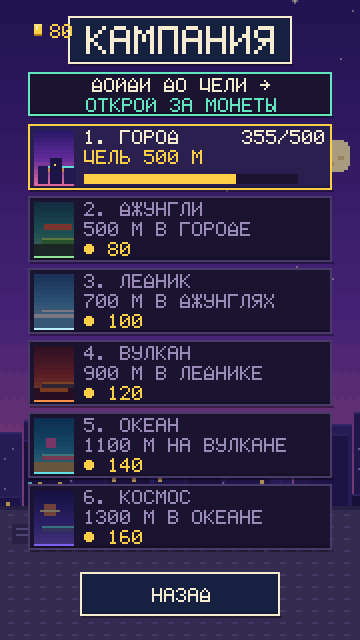 80
КАМПАНИЯ
ДОЙДИ ДО ЦЕЛИ →
ОТКРОЙ ЗА МОНЕТЫ
1. ГОРОД 355/500
ЦЕЛЬ 500 М
2. ДЖУНГЛИ
500 М В ГОРОДЕ
80
3. ЛЕДНИК
700 М В ДЖУНГЛЯХ
100
4. ВУЛКАН
900 М В ЛЕДНИКЕ
120
5. ОКЕАН
1100 М НА ВУЛКАНЕ
140
6. КОСМОС
1300 М В ОКЕАНЕ
160
НАЗАД